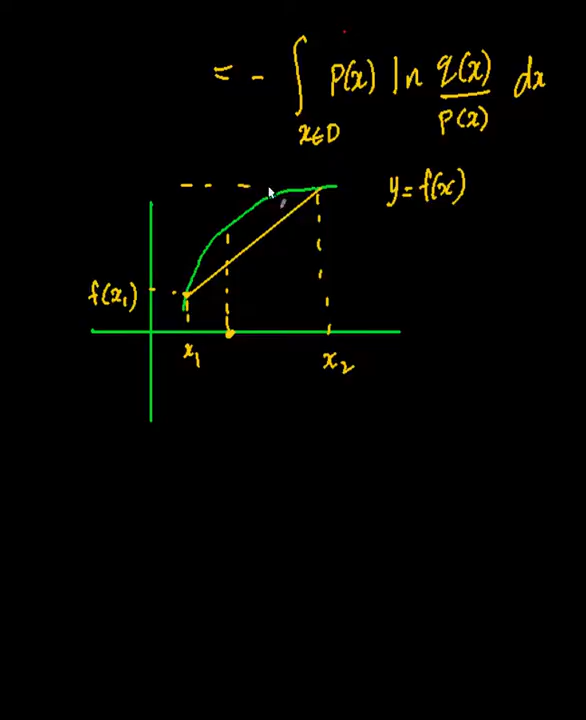 = - ∫ p(x) ln q(x)/p(x) dx
x∈D
y = f(x)
f(x₁)
x₁
x₂